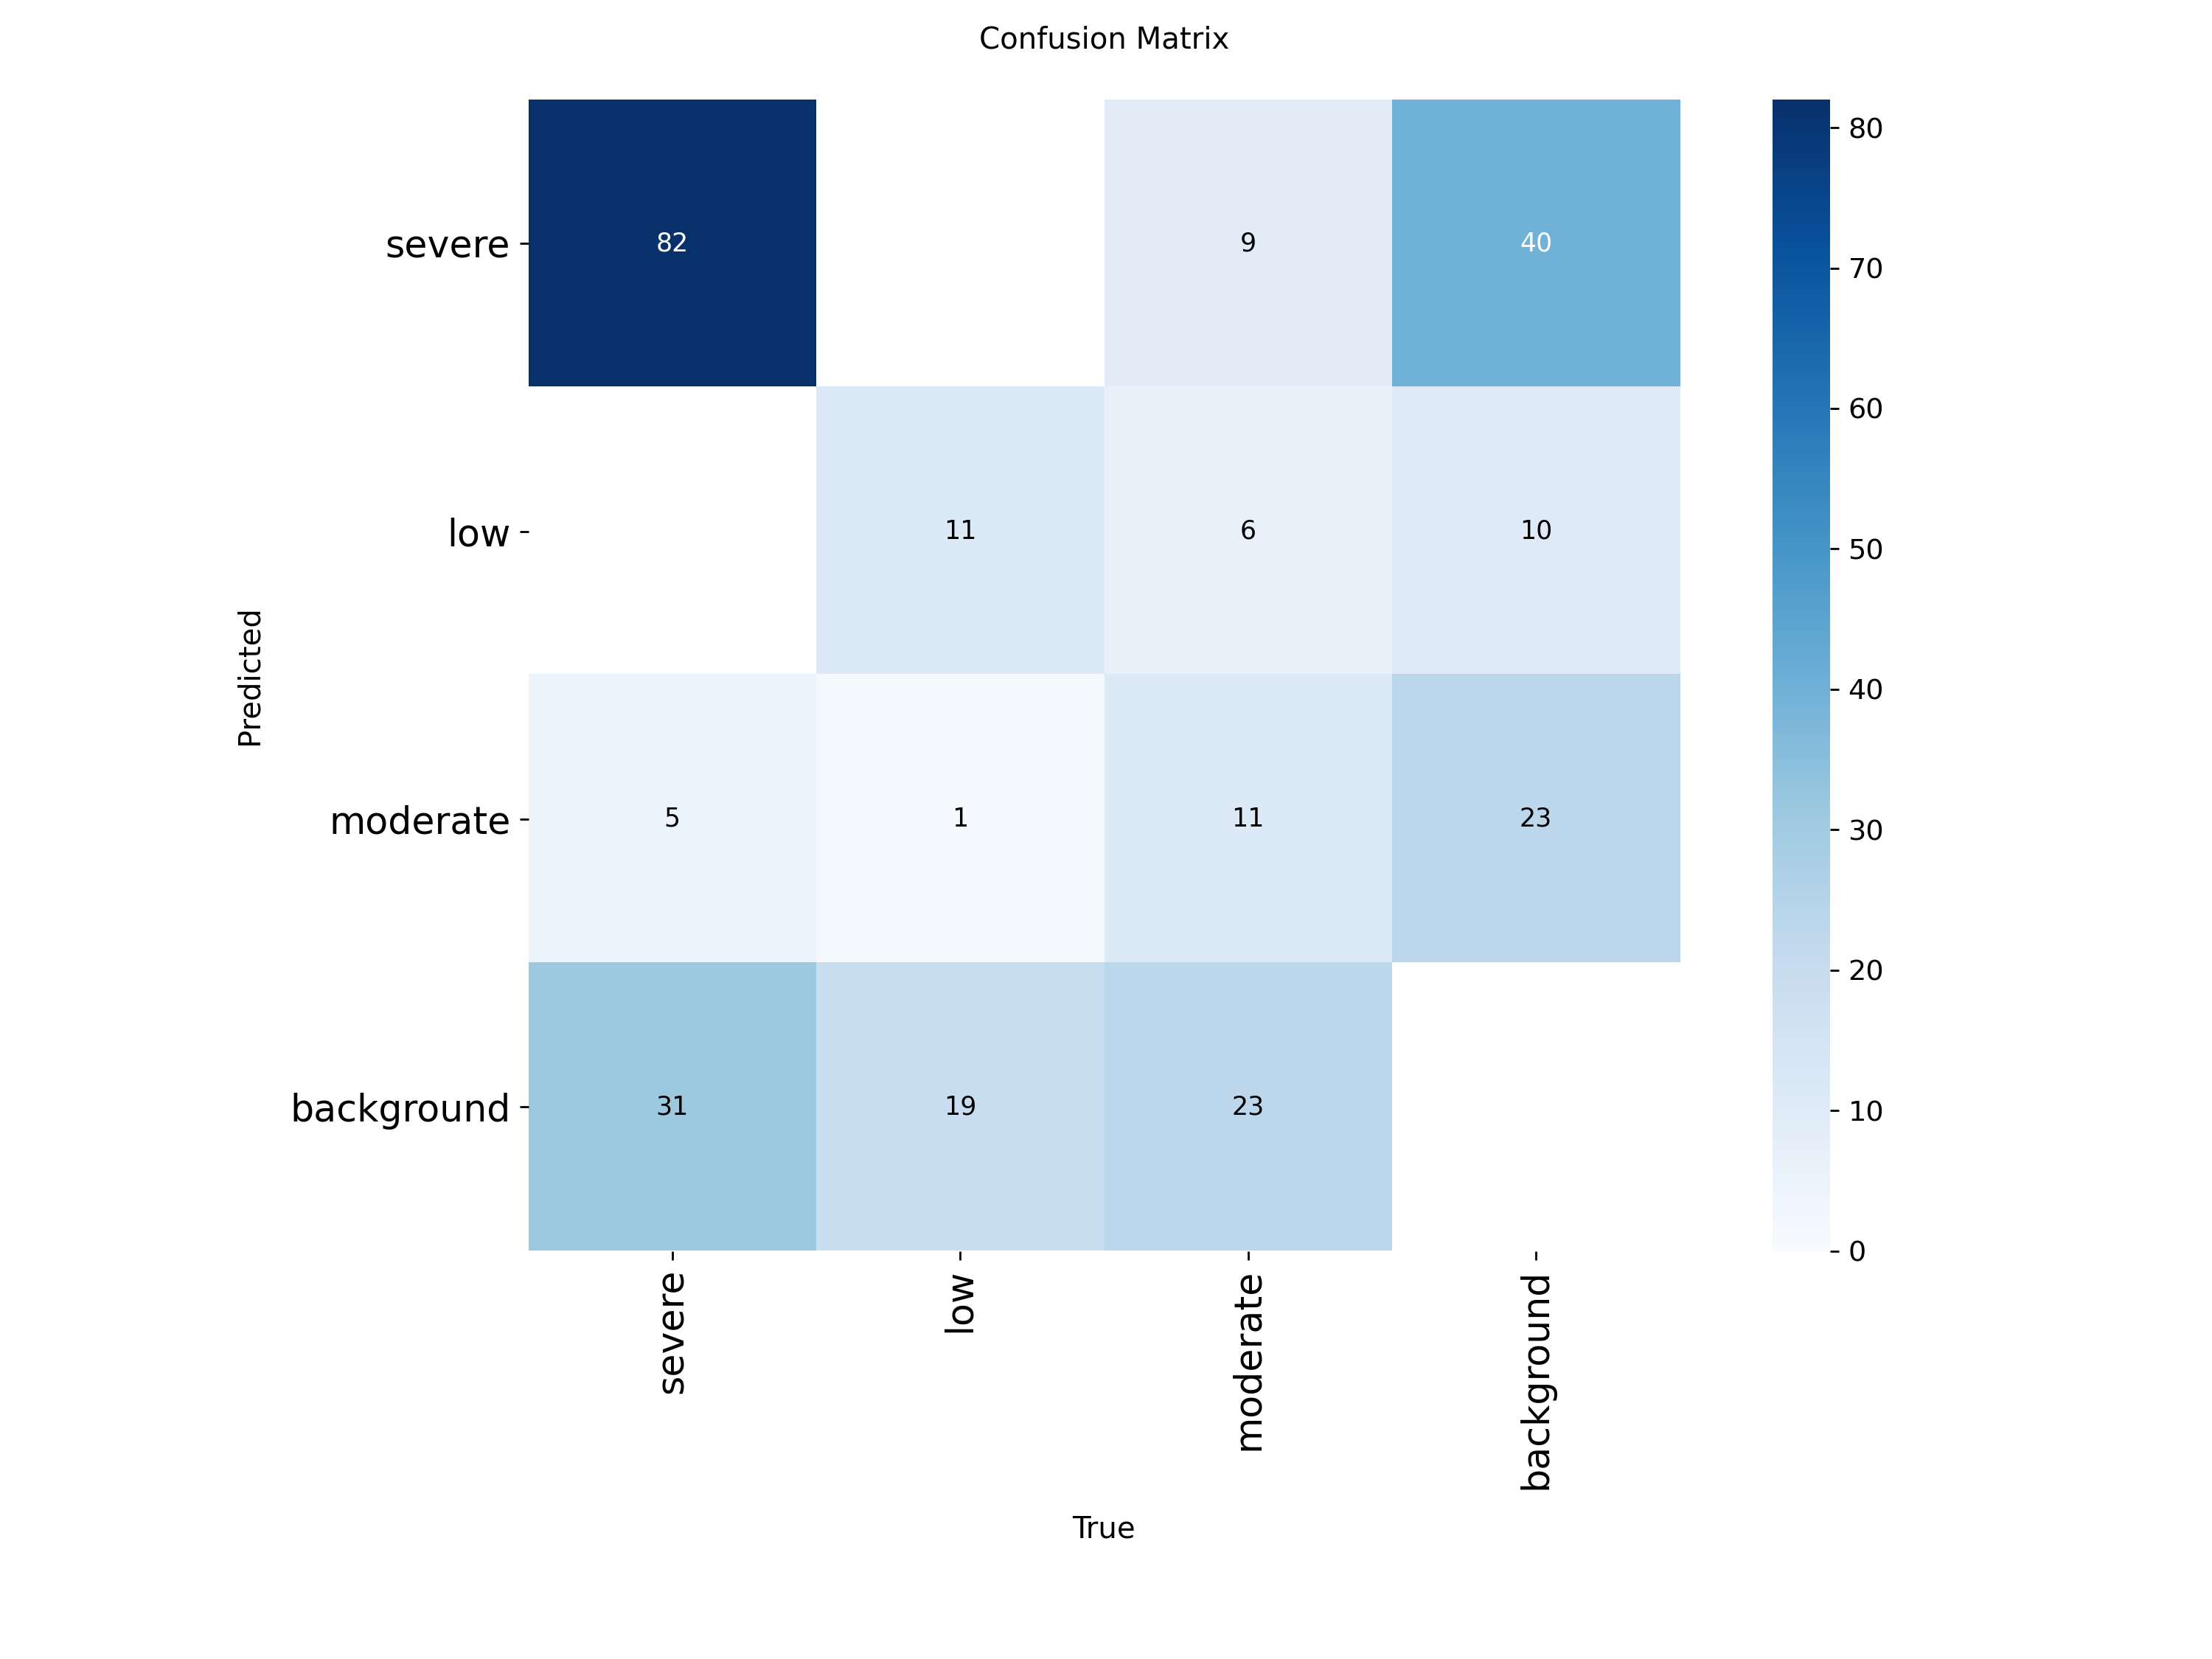 Confusion Matrix
severe
82
9
40
low
11
6
10
moderate
5
1
11
23
background
31
19
23
Predicted
severe
low
moderate
background
True
80
70
60
50
40
30
20
10
0